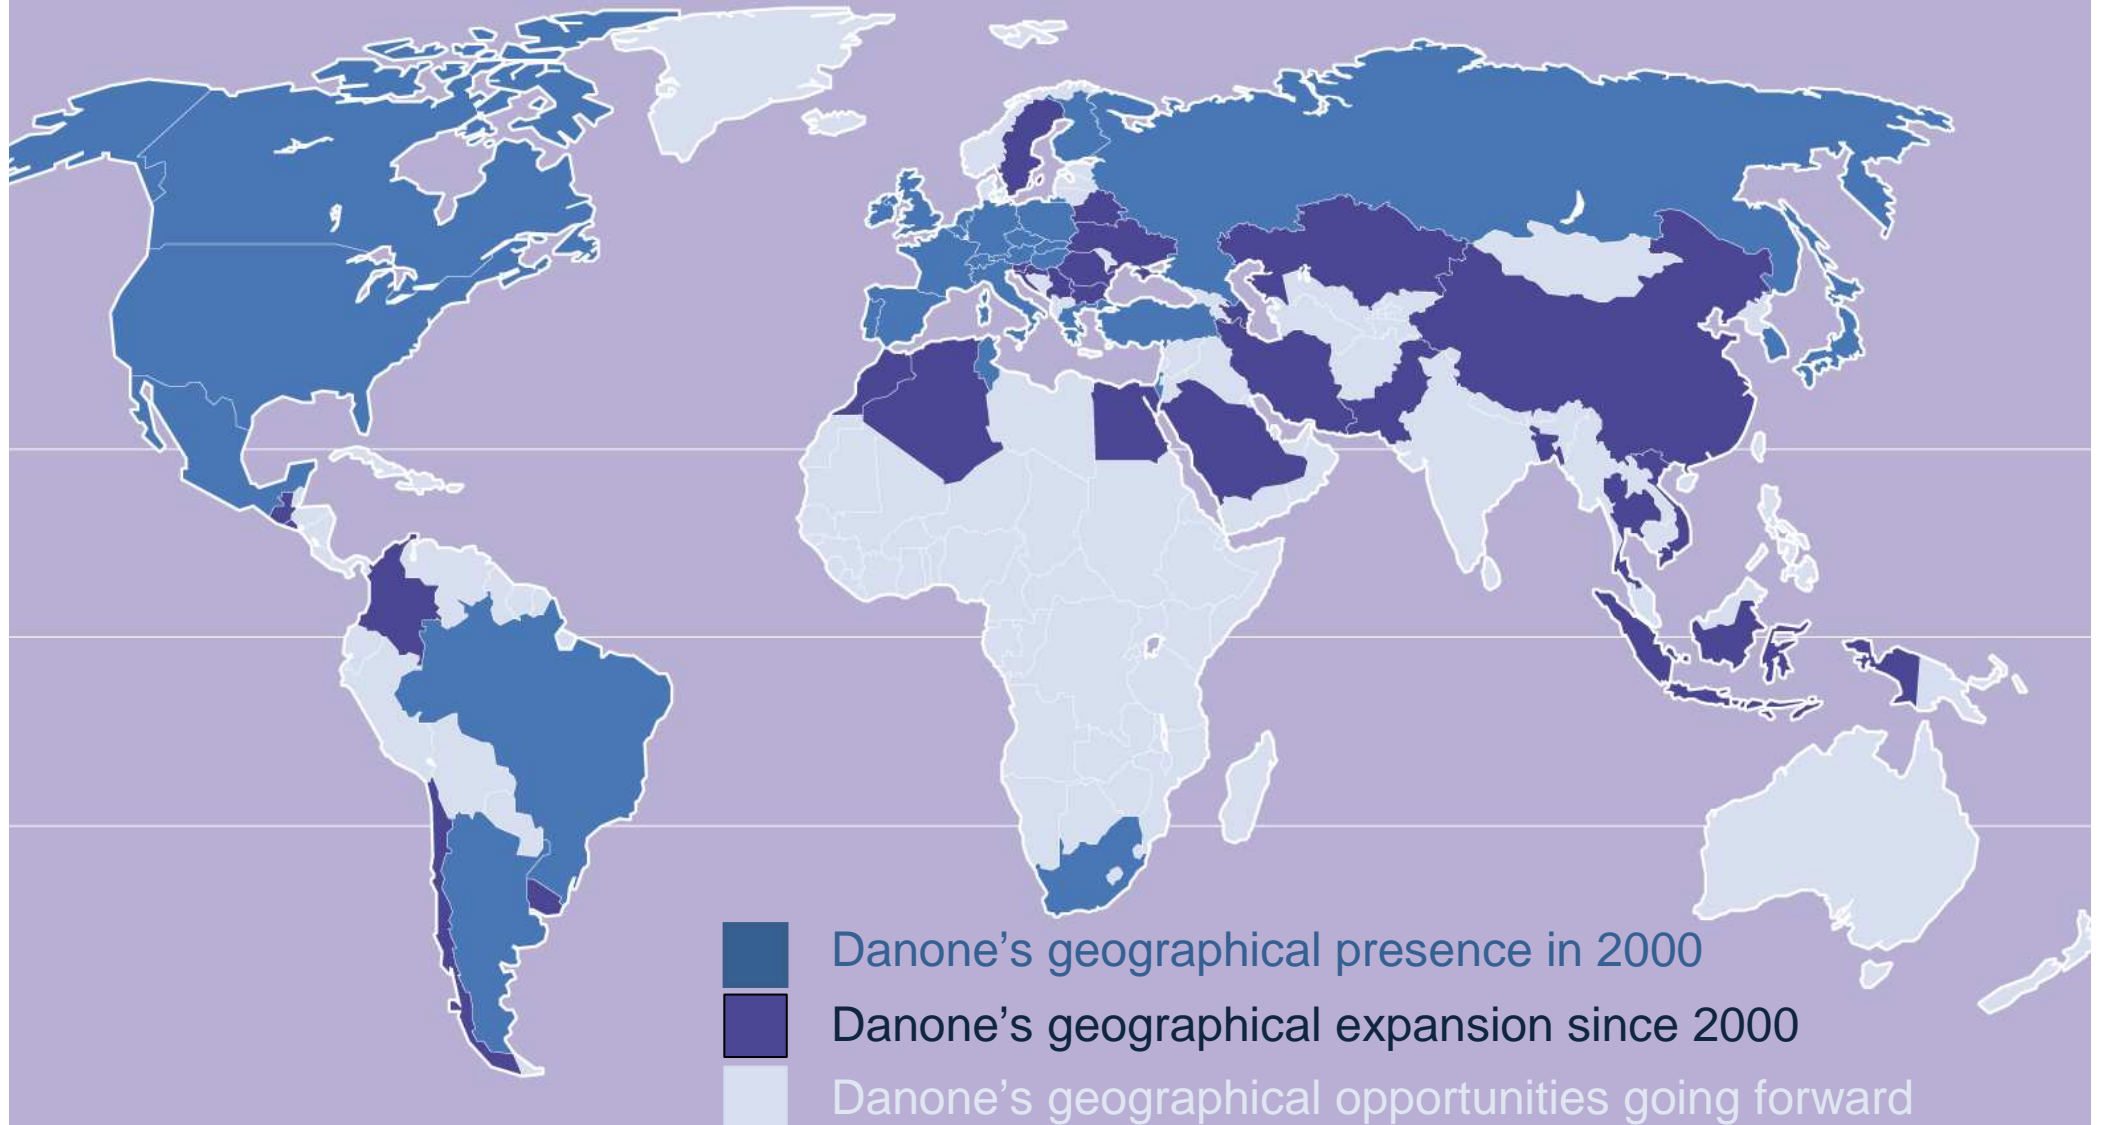 Danone’s geographical presence in 2000
Danone’s geographical expansion since 2000
Danone’s geographical opportunities going forward